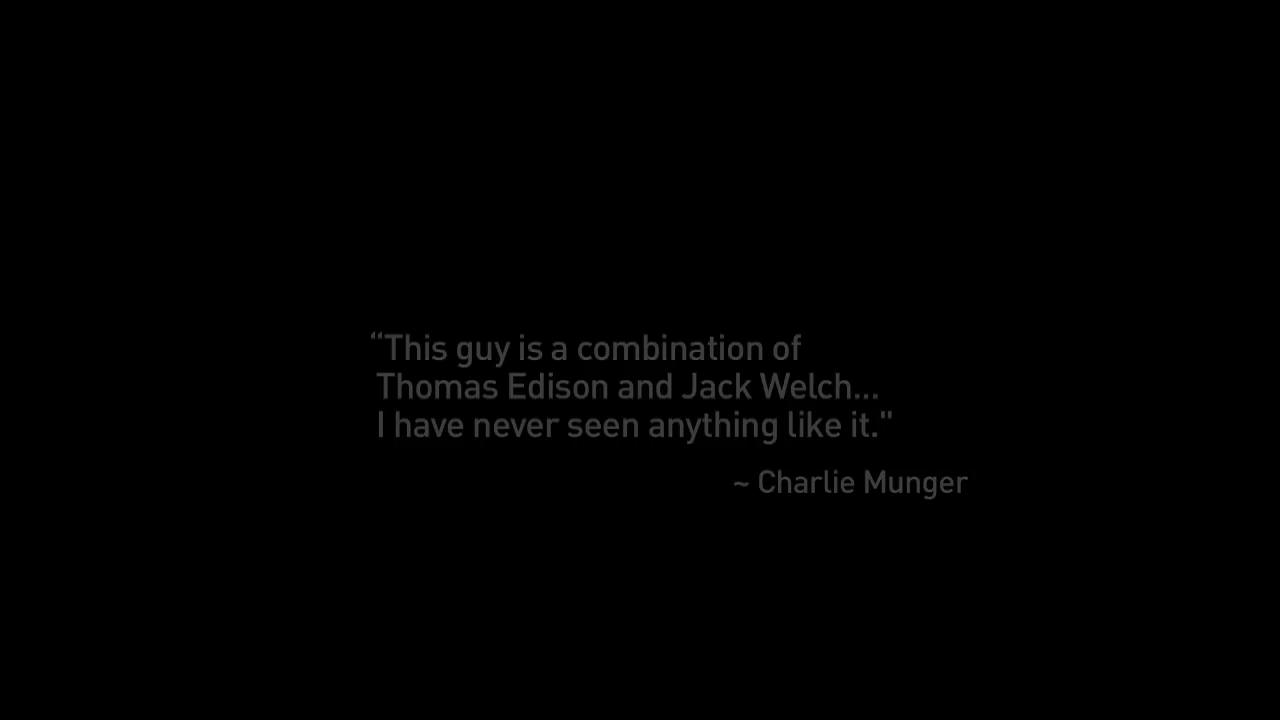 “This guy is a combination of
Thomas Edison and Jack Welch...
I have never seen anything like it."
~ Charlie Munger